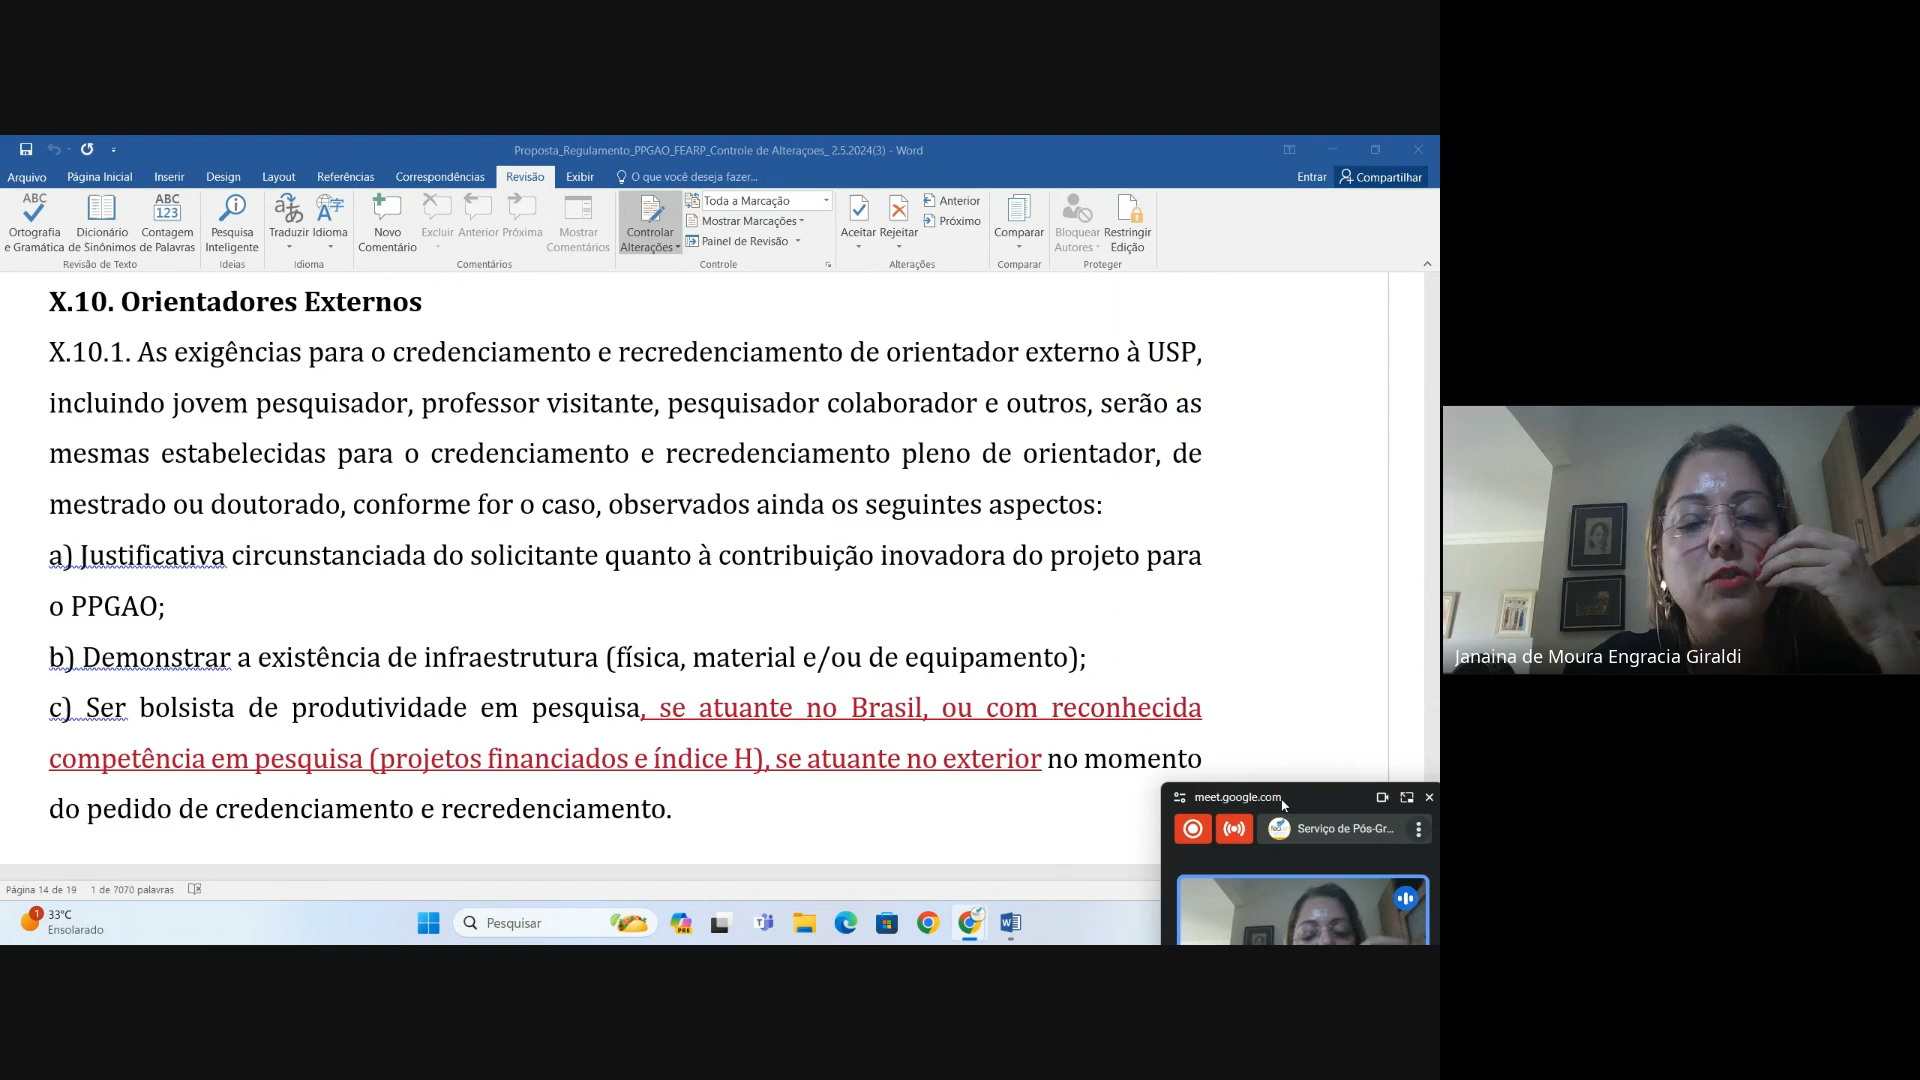 Proposta_Regulamento_PPGAO_FEARP_Controle de Alteraçoes_ 2.5.2024(3) - Word
Arquivo Página Inicial Inserir Design Layout Referências Correspondências Revisão Exibir O que você deseja fazer... Entrar Compartilhar
ABC ABC 123
Ortografia e Gramática
Dicionário de Sinônimos
Contagem de Palavras
Revisão de Texto
Pesquisa Inteligente
Ideias
Traduzir Idioma
Idioma
Novo Comentário
Excluir Anterior Próxima
Mostrar Comentários
Comentários
Controlar Alterações
Toda a Marcação
Mostrar Marcações
Painel de Revisão
Controle
Aceitar Rejeitar
Anterior
Próximo
Alterações
Comparar
Comparar
Bloquear Autores
Restringir Edição
Proteger
X.10. Orientadores Externos
X.10.1. As exigências para o credenciamento e recredenciamento de orientador externo à USP,
incluindo jovem pesquisador, professor visitante, pesquisador colaborador e outros, serão as
mesmas estabelecidas para o credenciamento e recredenciamento pleno de orientador, de
mestrado ou doutorado, conforme for o caso, observados ainda os seguintes aspectos:
a) Justificativa circunstanciada do solicitante quanto à contribuição inovadora do projeto para
o PPGAO;
b) Demonstrar a existência de infraestrutura (física, material e/ou de equipamento);
c) Ser bolsista de produtividade em pesquisa, se atuante no Brasil, ou com reconhecida
competência em pesquisa (projetos financiados e índice H), se atuante no exterior no momento
do pedido de credenciamento e recredenciamento.
meet.google.com
Serviço de Pós-Gr...
Página 14 de 19 1 de 7070 palavras
1
33°C
Ensolarado
Pesquisar
PRE
Janaina de Moura Engracia Giraldi